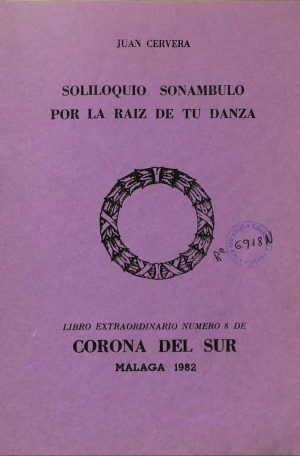 JUAN CERVERA
SOLILOQUIO SONAMBULO
POR LA RAIZ DE TU DANZA
6918
LIBRO EXTRAORDINARIO NUMERO 8 DE
CORONA DEL SUR
MALAGA 1982